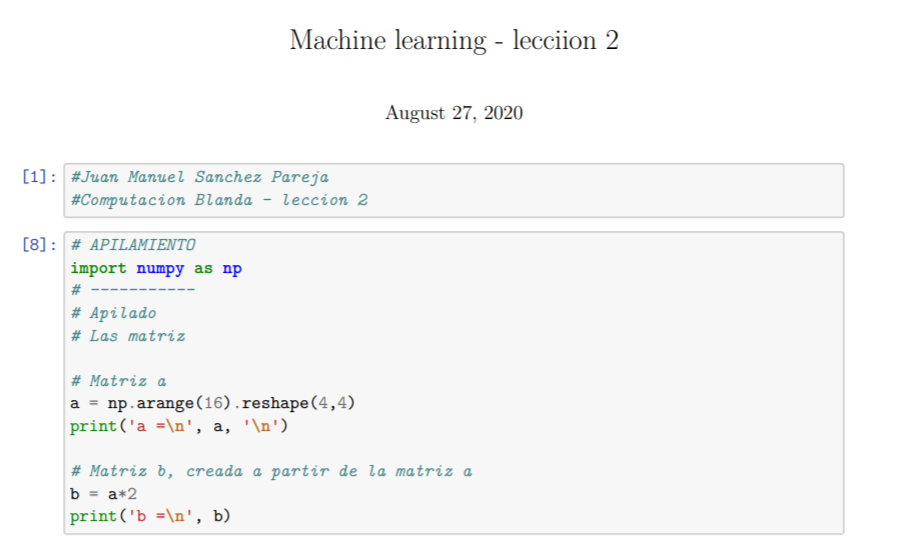 Machine learning - lecciion 2
August 27, 2020
[1]: #Juan Manuel Sanchez Pareja
#Computacion Blanda - leccion 2
[8]: # APILAMIENTO
import numpy as np
# -----------
# Apilado
# Las matriz
# Matriz a
a = np.arange(16).reshape(4,4)
print('a =\n', a, '\n')
# Matriz b, creada a partir de la matriz a
b = a*2
print('b =\n', b)